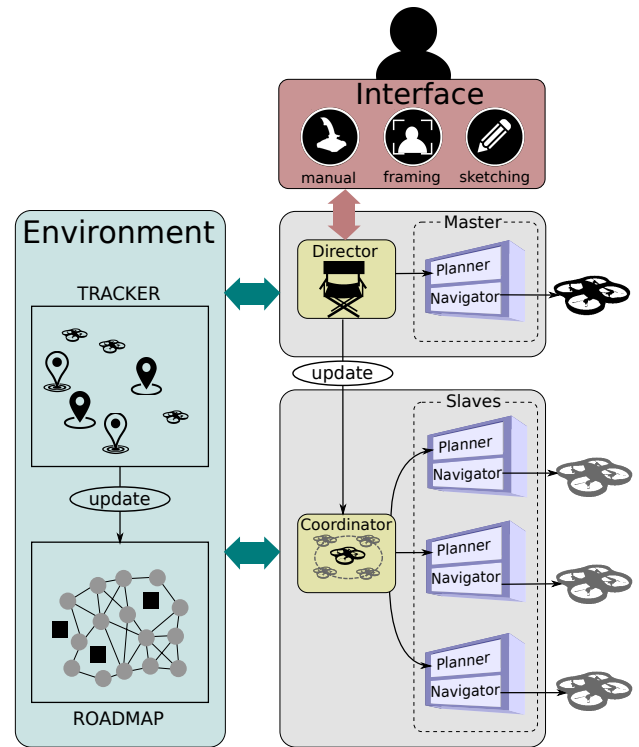 Interface
manual
framing
sketching
Environment
TRACKER
update
ROADMAP
Director
Master
Planner
Navigator
update
Slaves
Coordinator
Planner
Navigator
Planner
Navigator
Planner
Navigator